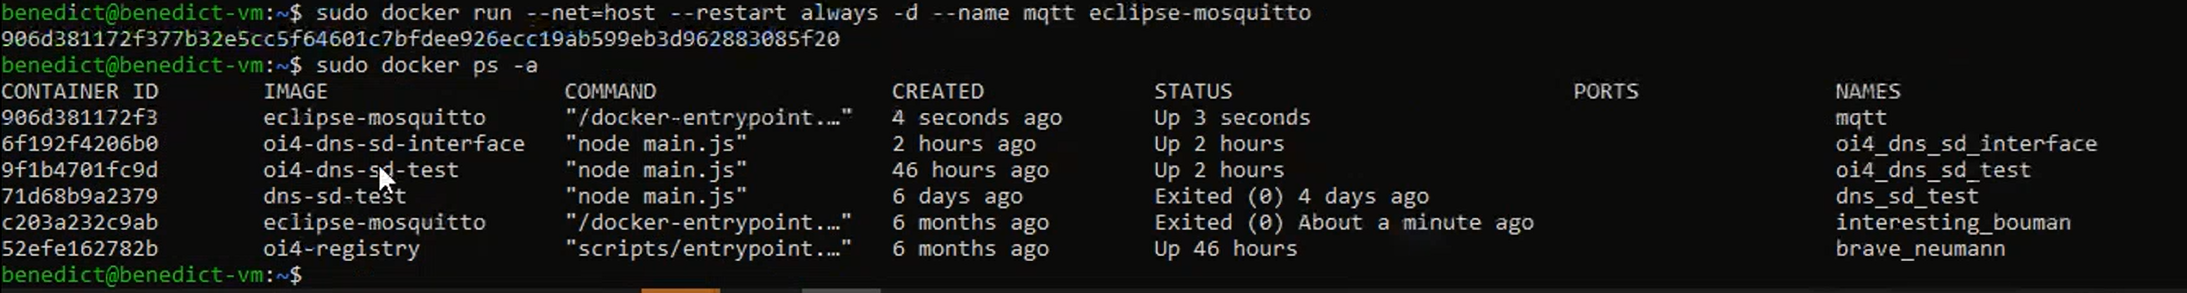 benedict@benedict-vm:~$ sudo docker run --net=host --restart always -d --name mqtt eclipse-mosquitto
906d381172f377b32e5cc5f64601c7bfdee926ecc19ab599eb3d962883085f20
benedict@benedict-vm:~$ sudo docker ps -a
CONTAINER ID IMAGE COMMAND CREATED STATUS PORTS NAMES
906d381172f3 eclipse-mosquitto "/docker-entrypoint.…" 4 seconds ago Up 3 seconds mqtt
6f192f4206b0 oi4-dns-sd-interface "node main.js" 2 hours ago Up 2 hours oi4_dns_sd_interface
9f1b4701fc9d oi4-dns-sd-test "node main.js" 46 hours ago Up 2 hours oi4_dns_sd_test
71d68b9a2379 dns-sd-test "node main.js" 6 days ago Exited (0) 4 days ago dns_sd_test
c203a232c9ab eclipse-mosquitto "/docker-entrypoint.…" 6 months ago Exited (0) About a minute ago interesting_bouman
52efe162782b oi4-registry "scripts/entrypoint.…" 6 months ago Up 46 hours brave_neumann
benedict@benedict-vm:~$